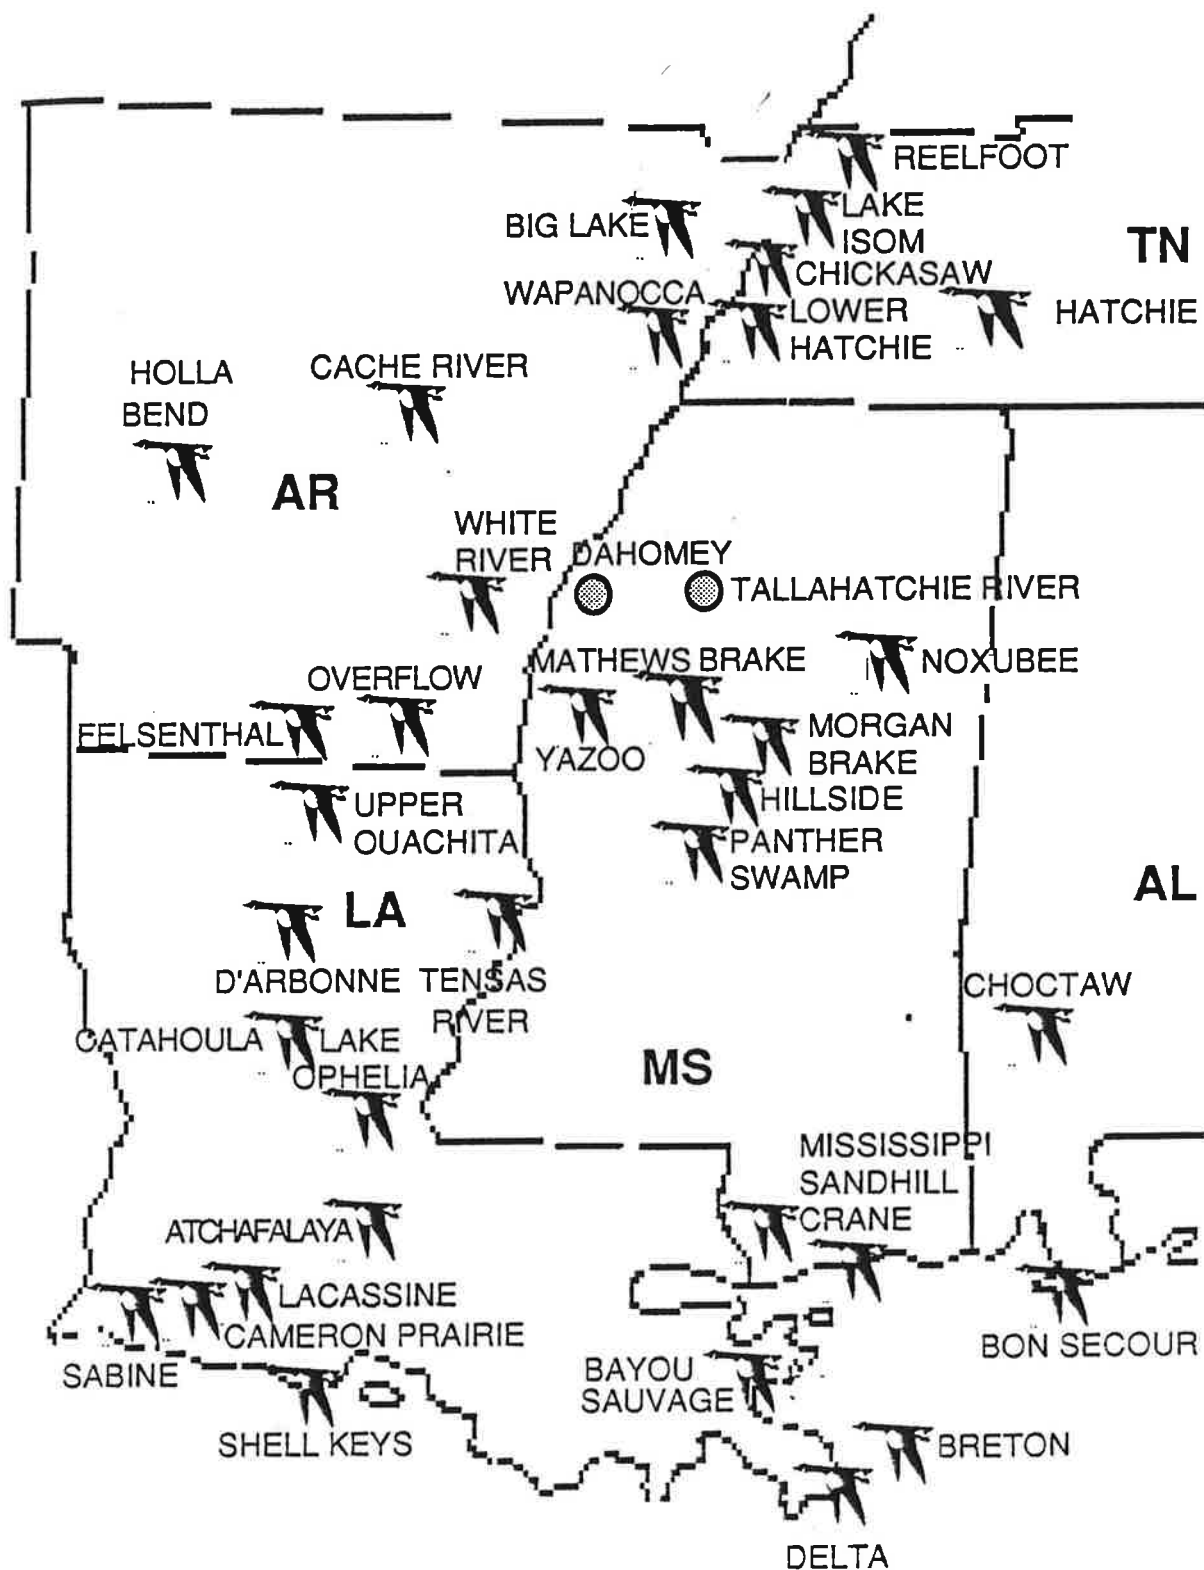 REELFOOT
BIG LAKE
LAKE
ISOM
TN
CHICKASAW
WAPANOCCA
LOWER
HATCHIE
HATCHIE
HOLLA
BEND
CACHE RIVER
AR
WHITE
RIVER
DAHOMEY
TALLAHATCHIE RIVER
MATHEWS BRAKE
NOXUBEE
OVERFLOW
FELSENTHAL
YAZOO
MORGAN
BRAKE
UPPER
OUACHITA
HILLSIDE
PANTHER
SWAMP
LA
AL
D'ARBONNE
TENSAS
RIVER
CHOCTAW
CATAHOULA
LAKE
OPHELIA
MS
MISSISSIPPI
SANDHILL
CRANE
ATCHAFALAYA
LACASSINE
CAMERON PRAIRIE
SABINE
BON SECOUR
BAYOU
SAUVAGE
SHELL KEYS
BRETON
DELTA